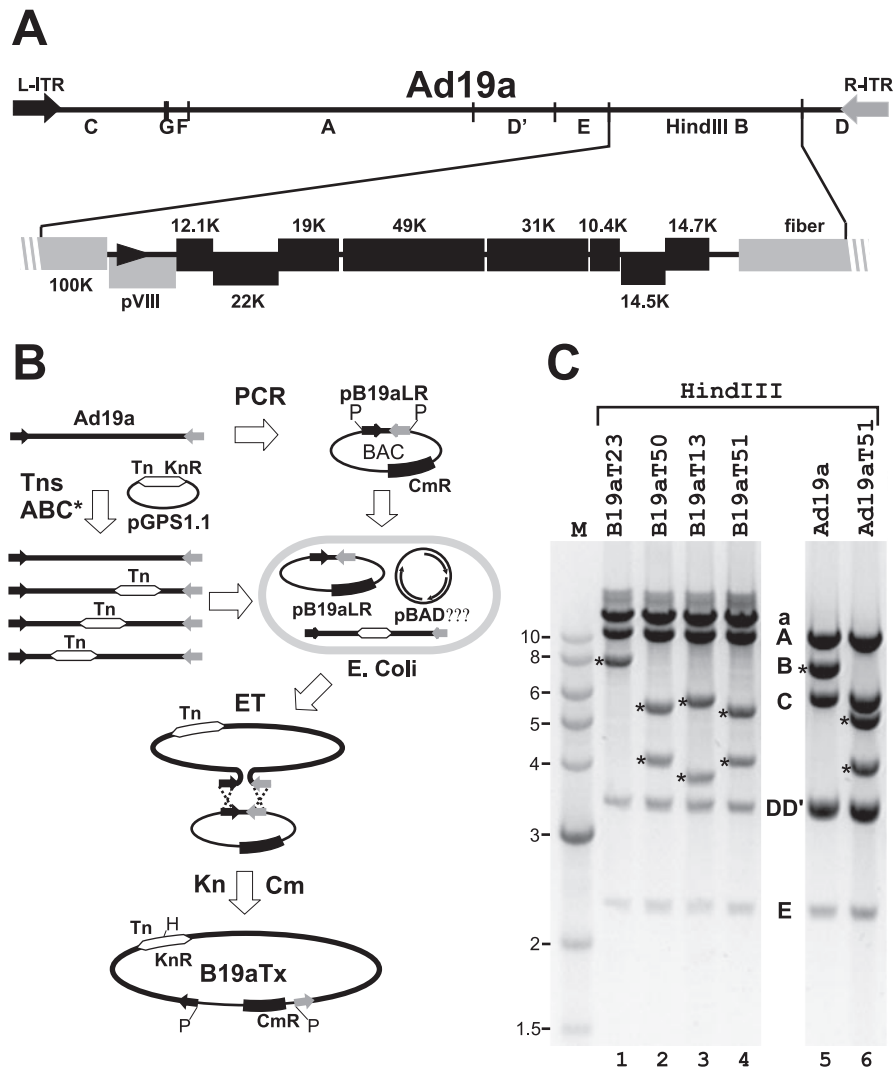 A
Ad19a
L-ITR
R-ITR
C G F A D' E HindIII B D
12.1K 19K 49K 31K 10.4K 14.7K fiber
100K pVIII 22K 14.5K
B
Ad19a
PCR
pB19aLR
P P
BAC
CmR
Tns
ABC*
Tn KnR
pGPS1.1
Tn
Tn
Tn
pB19aLR
pBAD???
E. Coli
ET
Tn
Kn Cm
Tn H
KnR
B19aTx
CmR
P P
C
HindIII
M B19aT23 B19aT50 B19aT13 B19aT51 Ad19a Ad19aT51
10
8
6
5
4
3
2
1.5
a
A
B
C
DD'
E
* * * * * * * * * *
1 2 3 4 5 6